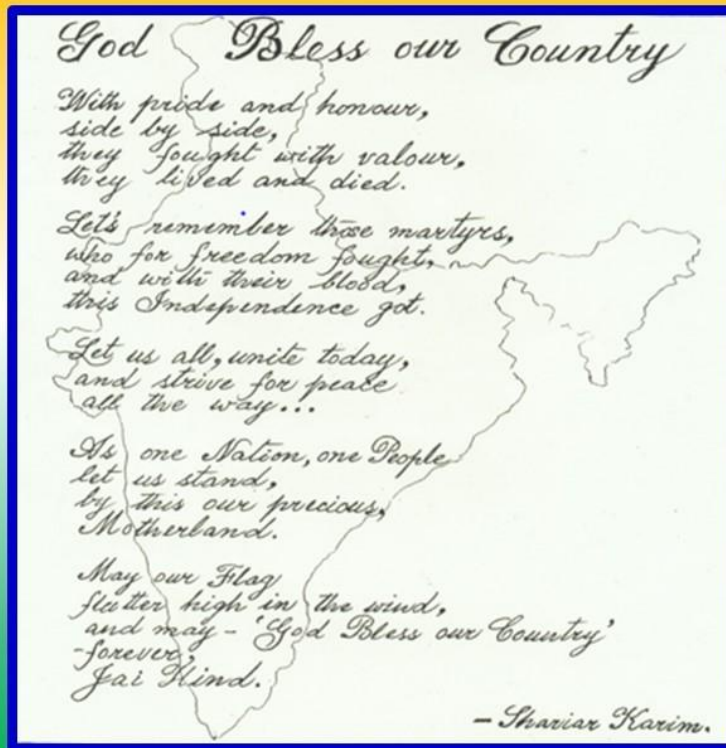 God Bless our Country
With pride and honour,
side by side,
they fought with valour,
they lived and died.
Let's remember those martyrs,
who for freedom fought,
and with their blood,
this Independence got.
Let us all, unite today,
and strive for peace
all the way...
As one Nation, one People
let us stand,
by this our precious,
Motherland.
May our Flag
flutter high in the wind,
and may - 'God Bless our Country'
-forever,
Jai Hind.
- Shariar Karim.